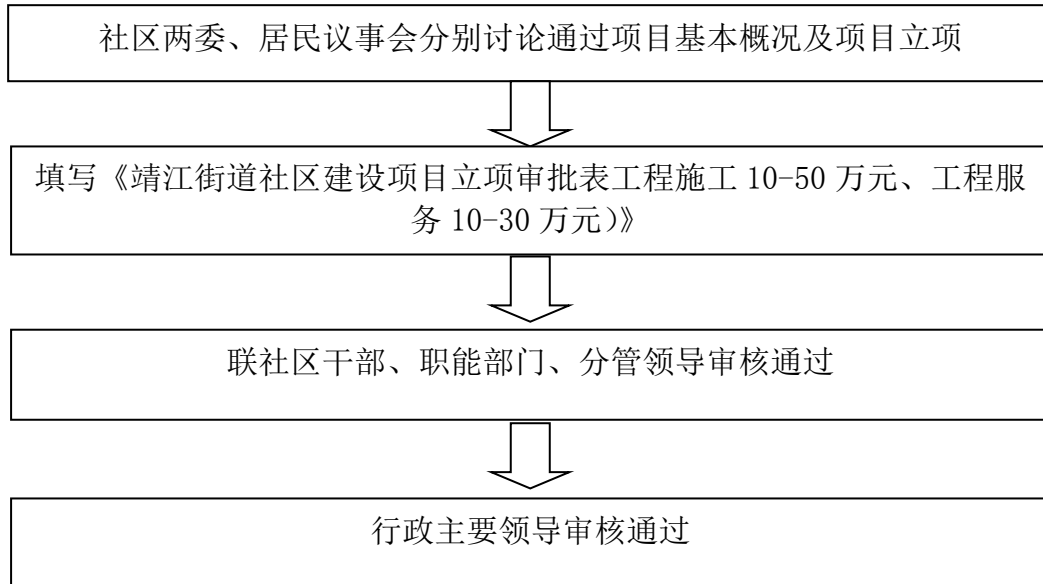 社区两委、居民议事会分别讨论通过项目基本概况及项目立项
填写《靖江街道社区建设项目立项审批表工程施工 10-50 万元、工程服
务 10-30 万元）》
联社区干部、职能部门、分管领导审核通过
行政主要领导审核通过